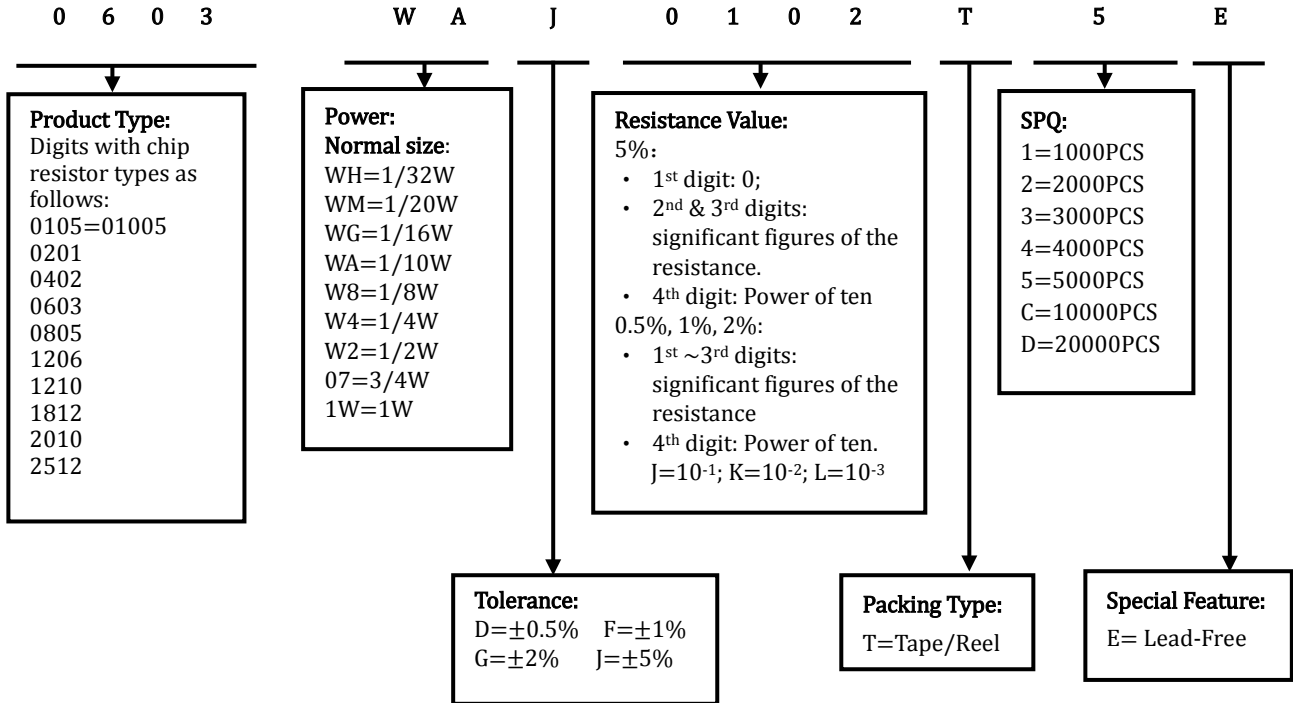 0 6 0 3 W A J 0 1 0 2 T 5 E
Product Type:
Digits with chip
resistor types as
follows:
0105=01005
0201
0402
0603
0805
1206
1210
1812
2010
2512
Power:
Normal size:
WH=1/32W
WM=1/20W
WG=1/16W
WA=1/10W
W8=1/8W
W4=1/4W
W2=1/2W
07=3/4W
1W=1W
Resistance Value:
5%：
· 1st digit: 0;
· 2nd & 3rd digits:
significant figures of the
resistance.
· 4th digit: Power of ten
0.5%, 1%, 2%:
· 1st ~3rd digits:
significant figures of the
resistance
· 4th digit: Power of ten.
J=10-1; K=10-2; L=10-3
SPQ:
1=1000PCS
2=2000PCS
3=3000PCS
4=4000PCS
5=5000PCS
C=10000PCS
D=20000PCS
Tolerance:
D=±0.5% F=±1%
G=±2% J=±5%
Packing Type:
T=Tape/Reel
Special Feature:
E= Lead-Free